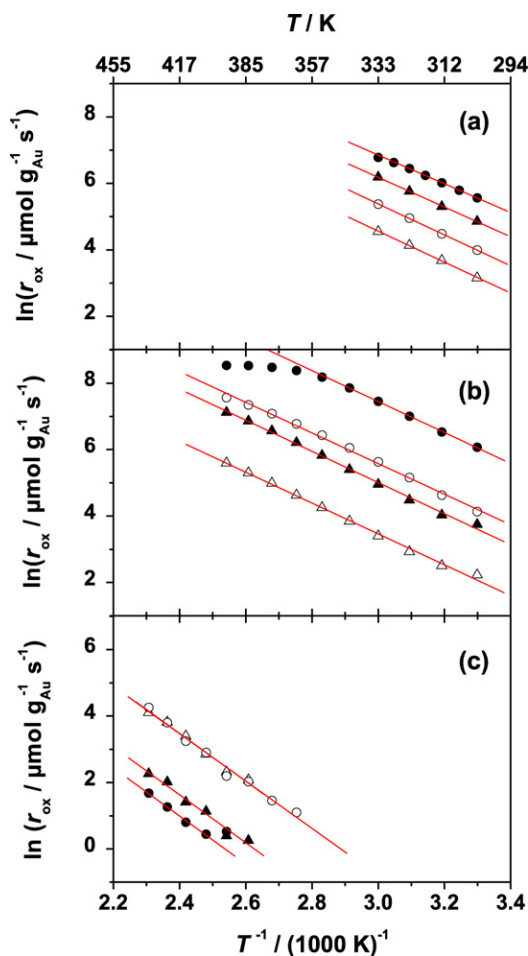 T / K
455 417 385 357 333 312 294
(a)
8
6
4
2
ln(r_ox / µmol g_Au^-1 s^-1)
(b)
8
6
4
2
ln(r_ox / µmol g_Au^-1 s^-1)
(c)
6
4
2
0
ln (r_ox / µmol g_Au^-1 s^-1)
2.2 2.4 2.6 2.8 3.0 3.2 3.4
T^-1 / (1000 K)^-1